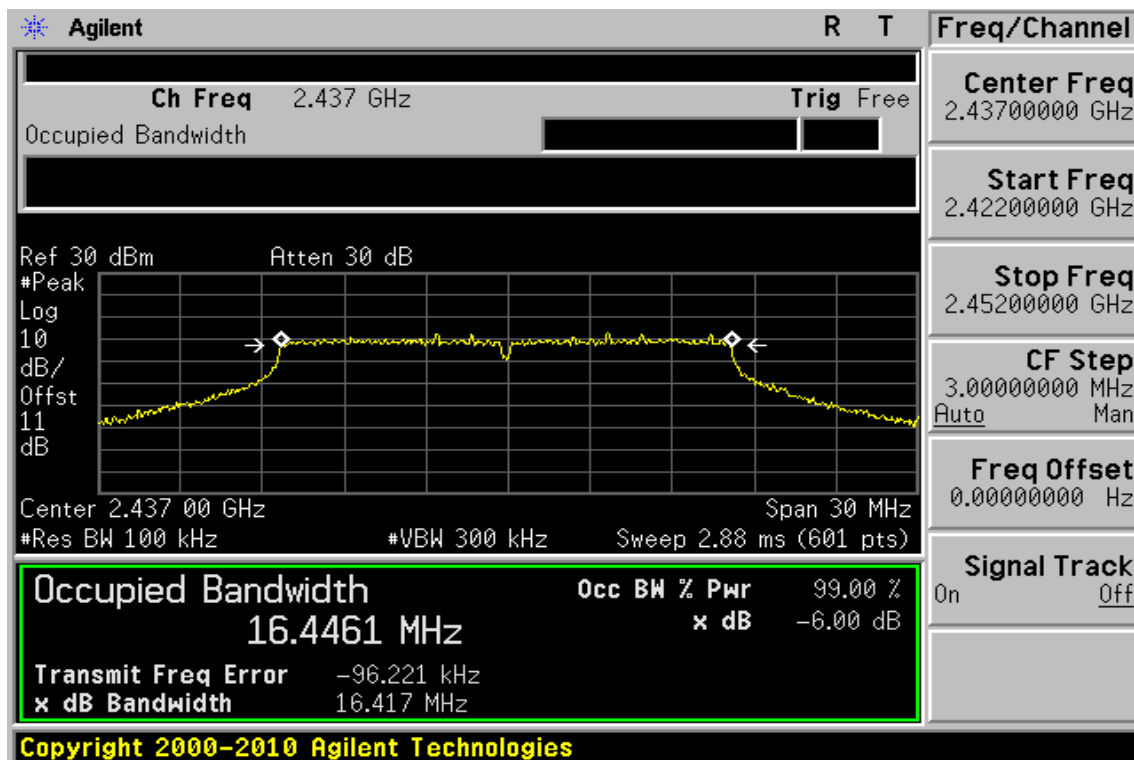 Agilent R T
Ch Freq 2.437 GHz Trig Free
Occupied Bandwidth
Ref 30 dBm Atten 30 dB
#Peak
Log
10
dB/
Offst
11
dB
Center 2.437 00 GHz Span 30 MHz
#Res BW 100 kHz #VBW 300 kHz Sweep 2.88 ms (601 pts)
Occupied Bandwidth
16.4461 MHz
Occ BW % Pwr 99.00 %
x dB -6.00 dB
Transmit Freq Error -96.221 kHz
x dB Bandwidth 16.417 MHz
Copyright 2000-2010 Agilent Technologies
Freq/Channel
Center Freq
2.43700000 GHz
Start Freq
2.42200000 GHz
Stop Freq
2.45200000 GHz
CF Step
3.00000000 MHz
Auto Man
Freq Offset
0.00000000 Hz
Signal Track
On Off